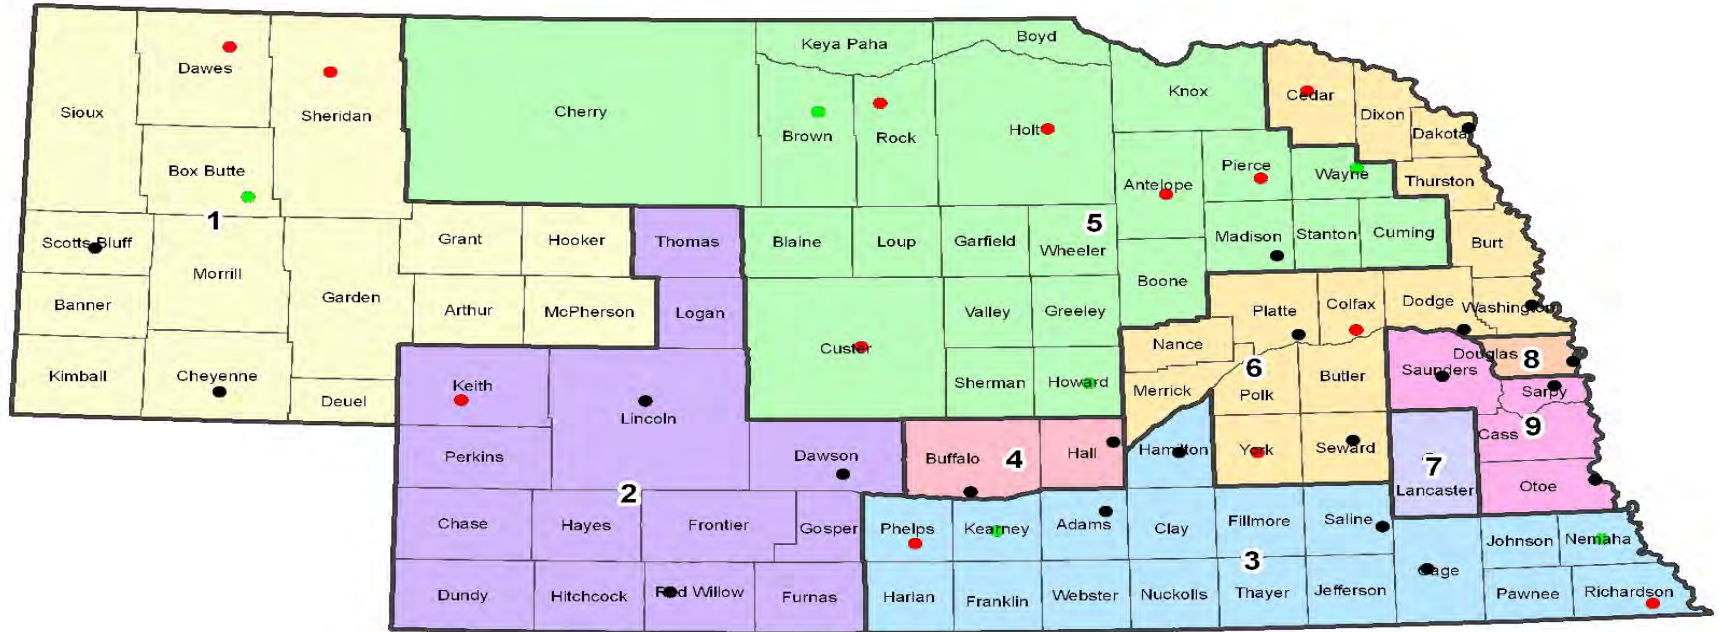 Keya Paha
Boyd
Sioux
Dawes
Sheridan
Cherry
Brown
Rock
Holt
Knox
Cedar
Dixon
Dakota
Box Butte
Antelope
Pierce
Wayne
Thurston
1
5
Scotts Bluff
Morrill
Grant
Hooker
Thomas
Blaine
Loup
Garfield
Wheeler
Madison
Stanton
Cuming
Burt
Banner
Garden
Arthur
McPherson
Logan
Valley
Greeley
Boone
Platte
Colfax
Dodge
Washington
Kimball
Cheyenne
Deuel
Keith
Lincoln
Custer
Sherman
Howard
Nance
Merrick
6
Polk
Butler
Saunders
Douglas
8
Sarpy
Perkins
Dawson
Buffalo
4
Hall
Hamilton
York
Seward
7
Lancaster
Cass
9
Otoe
2
Chase
Hayes
Frontier
Gosper
Phelps
Kearney
Adams
Clay
Fillmore
Saline
3
Johnson
Nemaha
Dundy
Hitchcock
Red Willow
Furnas
Harlan
Franklin
Webster
Nuckolls
Thayer
Jefferson
Gage
Pawnee
Richardson